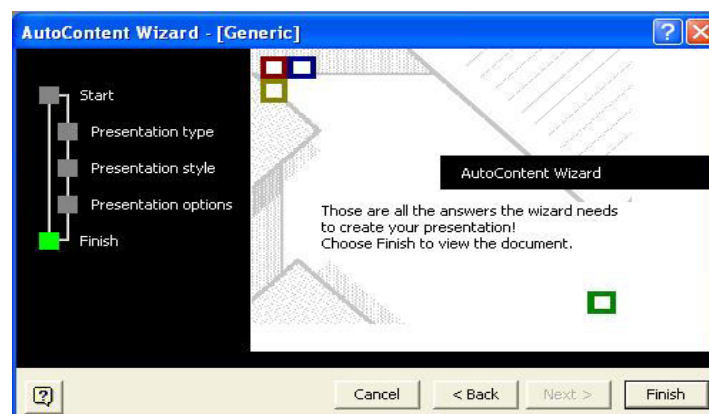 AutoContent Wizard - [Generic]
Start
Presentation type
Presentation style
Presentation options
Finish
AutoContent Wizard
Those are all the answers the wizard needs
to create your presentation!
Choose Finish to view the document.
Cancel
< Back
Next >
Finish